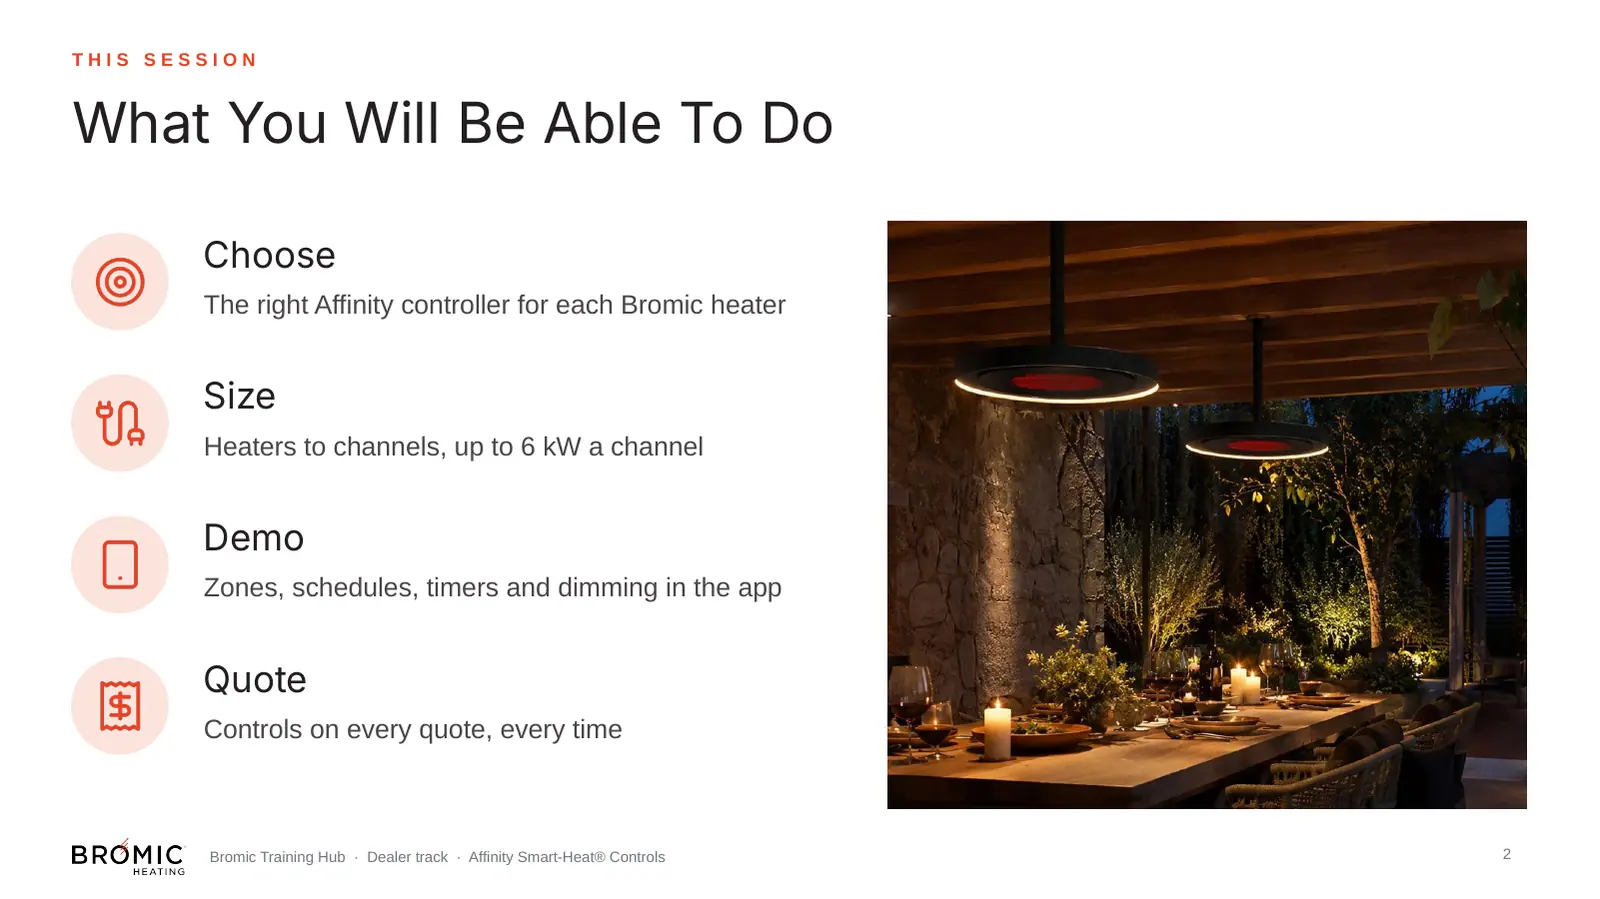 THIS SESSION
What You Will Be Able To Do
Choose
The right Affinity controller for each Bromic heater
Size
Heaters to channels, up to 6 kW a channel
Demo
Zones, schedules, timers and dimming in the app
Quote
Controls on every quote, every time
BROMIC
HEATING
Bromic Training Hub · Dealer track · Affinity Smart-Heat® Controls
2